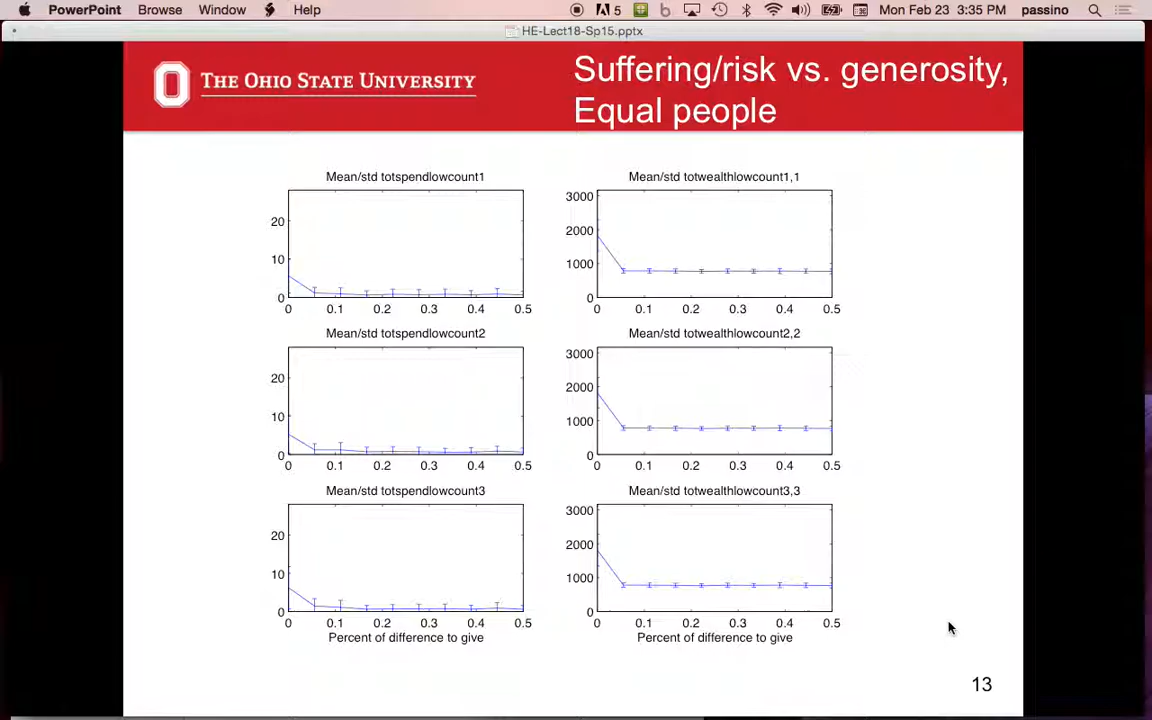 PowerPoint Browse Window Help 5 Mon Feb 23 3:35 PM passino
HE-Lect18-Sp15.pptx
THE OHIO STATE UNIVERSITY
Suffering/risk vs. generosity,
Equal people
Mean/std totspendlowcount1
20
10
0
0 0.1 0.2 0.3 0.4 0.5
Mean/std totwealthlowcount1,1
3000
2000
1000
0
0 0.1 0.2 0.3 0.4 0.5
Mean/std totspendlowcount2
20
10
0
0 0.1 0.2 0.3 0.4 0.5
Mean/std totwealthlowcount2,2
3000
2000
1000
0
0 0.1 0.2 0.3 0.4 0.5
Mean/std totspendlowcount3
20
10
0
0 0.1 0.2 0.3 0.4 0.5
Percent of difference to give
Mean/std totwealthlowcount3,3
3000
2000
1000
0
0 0.1 0.2 0.3 0.4 0.5
Percent of difference to give
13